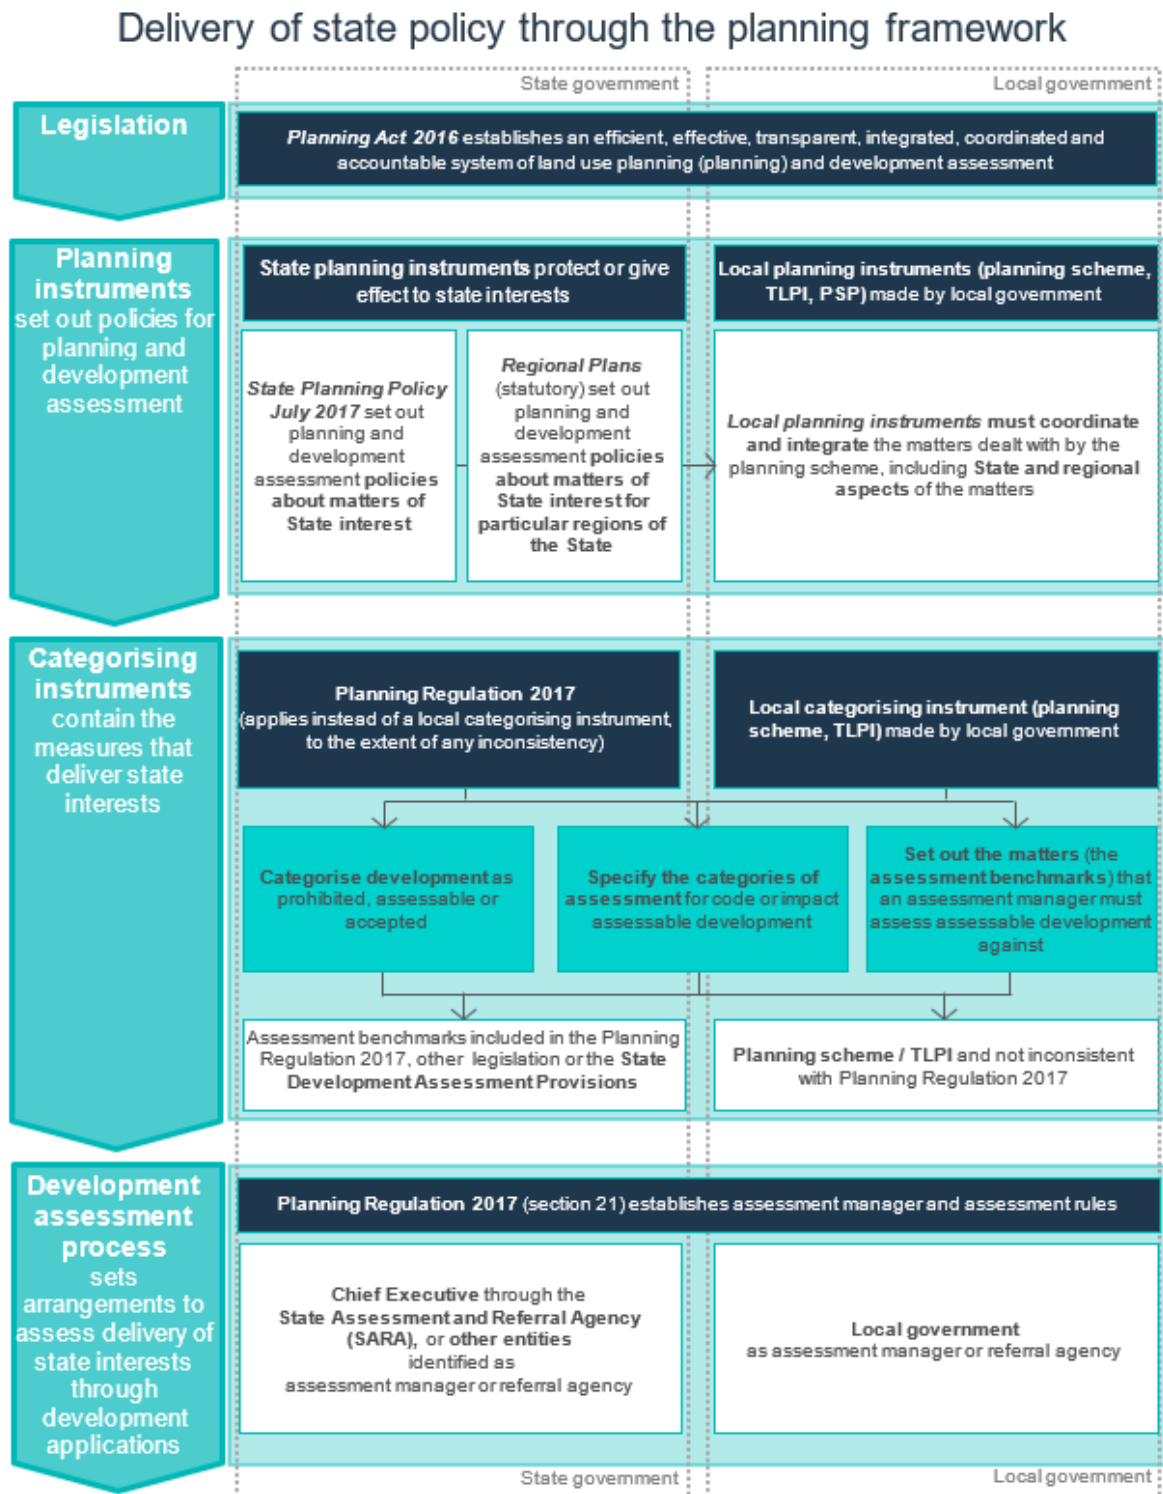 Delivery of state policy through the planning framework
State government
Local government
Legislation
Planning Act 2016 establishes an efficient, effective, transparent, integrated, coordinated and
accountable system of land use planning (planning) and development assessment
Planning
instruments
set out policies for
planning and
development
assessment
State planning instruments protect or give
effect to state interests
Local planning instruments (planning scheme,
TLPI, PSP) made by local government
State Planning Policy
July 2017 set out
planning and
development
assessment policies
about matters of
State interest
Regional Plans
(statutory) set out
planning and
development
assessment policies
about matters of
State interest for
particular regions of
the State
Local planning instruments must coordinate
and integrate the matters dealt with by the
planning scheme, including State and regional
aspects of the matters
Categorising
instruments
contain the
measures that
deliver state
interests
Planning Regulation 2017
(applies instead of a local categorising instrument,
to the extent of any inconsistency)
Local categorising instrument (planning
scheme, TLPI) made by local government
Categorise development as
prohibited, assessable or
accepted
Specify the categories of
assessment for code or impact
assessable development
Set out the matters (the
assessment benchmarks) that
an assessment manager must
assess assessable development
against
Assessment benchmarks included in the Planning
Regulation 2017, other legislation or the State
Development Assessment Provisions
Planning scheme / TLPI and not inconsistent
with Planning Regulation 2017
Development
assessment
process
sets
arrangements to
assess delivery of
state interests
through
development
applications
Planning Regulation 2017 (section 21) establishes assessment manager and assessment rules
Chief Executive through the
State Assessment and Referral Agency
(SARA), or other entities
identified as
assessment manager or referral agency
Local government
as assessment manager or referral agency
State government
Local government